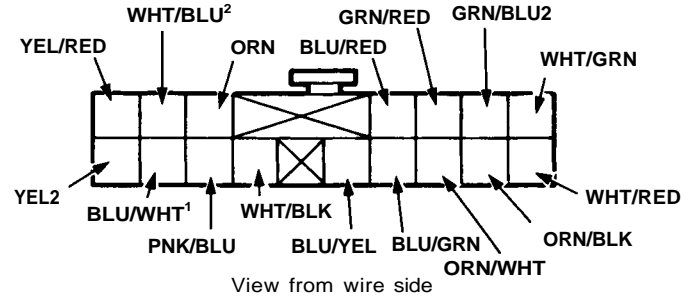 WHT/BLU²
GRN/RED
GRN/BLU2
YEL/RED
ORN
BLU/RED
WHT/GRN
YEL2
BLU/WHT¹
WHT/BLK
WHT/RED
PNK/BLU
BLU/YEL
BLU/GRN
ORN/BLK
ORN/WHT
View from wire side